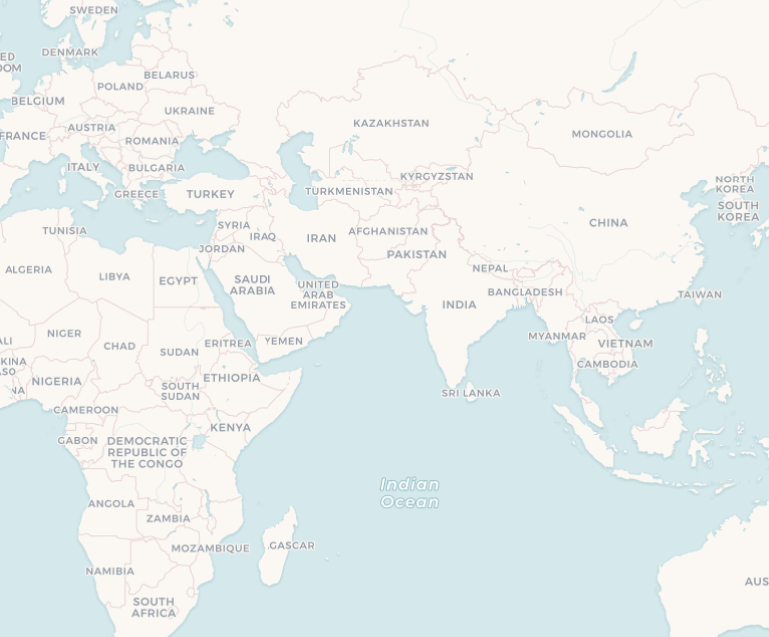 SWEDEN
DENMARK
ED
OM
BELARUS
POLAND
BELGIUM
UKRAINE
KAZAKHSTAN
MONGOLIA
AUSTRIA
FRANCE
ROMANIA
ITALY
BULGARIA
KYRGYZSTAN
NORTH
KOREA
GREECE
TURKEY
TURKMENISTAN
SOUTH
KOREA
SYRIA
TUNISIA
IRAQ
IRAN
AFGHANISTAN
CHINA
JORDAN
PAKISTAN
ALGERIA
LIBYA
EGYPT
SAUDI
ARABIA
NEPAL
UNITED
ARAB
EMIRATES
BANGLADESH
TAIWAN
INDIA
LAOS
NIGER
MYANMAR
VIETNAM
ALI
CHAD
SUDAN
ERITREA
YEMEN
KINA
ASO
CAMBODIA
NIGERIA
ETHIOPIA
NA
SOUTH
SUDAN
SRI LANKA
CAMEROON
KENYA
GABON
DEMOCRATIC
REPUBLIC OF
THE CONGO
Indian
Ocean
ANGOLA
ZAMBIA
MOZAMBIQUE
GASCAR
NAMIBIA
AUS
SOUTH
AFRICA